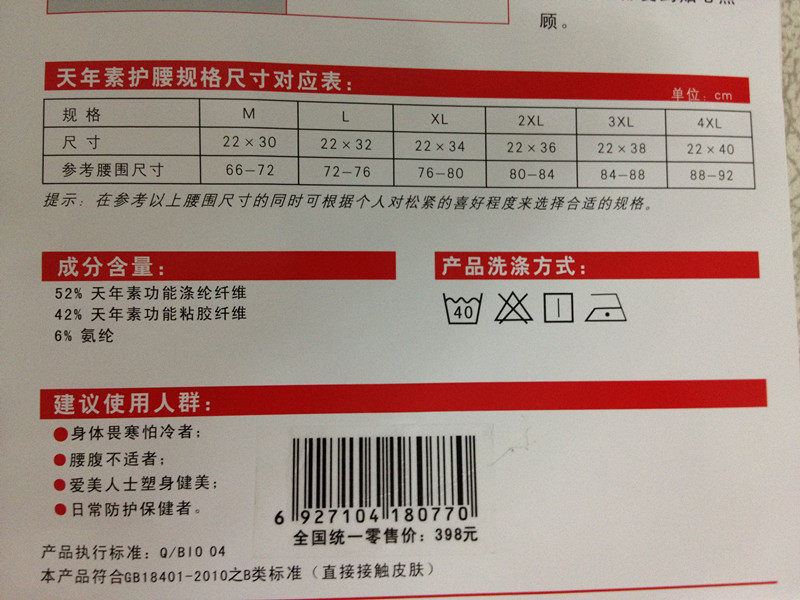 顾。
天年素护腰规格尺寸对应表：
单位：cm
规 格 M L XL 2XL 3XL 4XL
尺 寸 22×30 22×32 22×34 22×36 22×38 22×40
参考腰围尺寸 66-72 72-76 76-80 80-84 84-88 88-92
提示：在参考以上腰围尺寸的同时可根据个人对松紧的喜好程度来选择合适的规格。
成分含量：
52% 天年素功能涤纶纤维
42% 天年素功能粘胶纤维
6% 氨纶
产品洗涤方式：
40
建议使用人群：
●身体畏寒怕冷者；
●腰腹不适者；
●爱美人士塑身健美；
●日常防护保健者。
6 927104 180770
全国统一零售价：398元
产品执行标准：Q/BIO 04
本产品符合GB18401-2010之B类标准（直接接触皮肤）